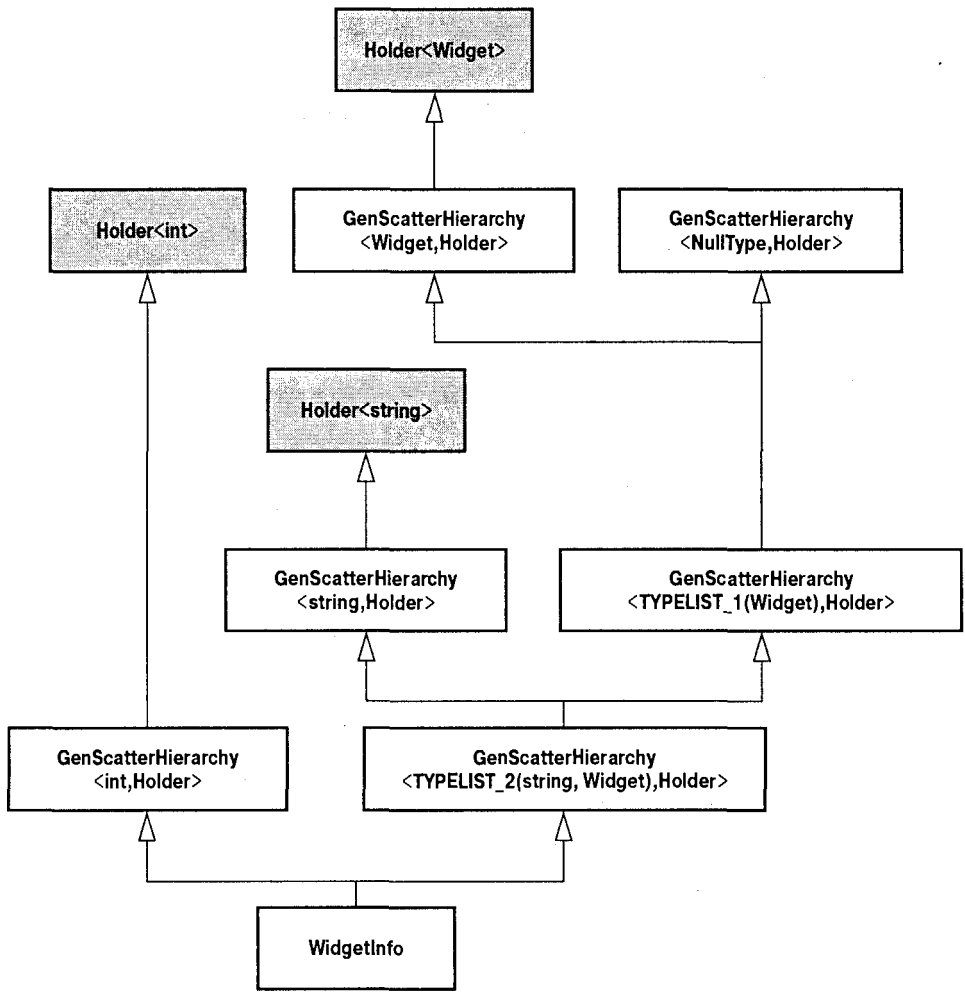 Holder<Widget>
Holder<int>
GenScatterHierarchy
<Widget,Holder>
GenScatterHierarchy
<NullType,Holder>
Holder<string>
GenScatterHierarchy
<string,Holder>
GenScatterHierarchy
<TYPELIST_1(Widget),Holder>
GenScatterHierarchy
<int,Holder>
GenScatterHierarchy
<TYPELIST_2(string, Widget),Holder>
WidgetInfo